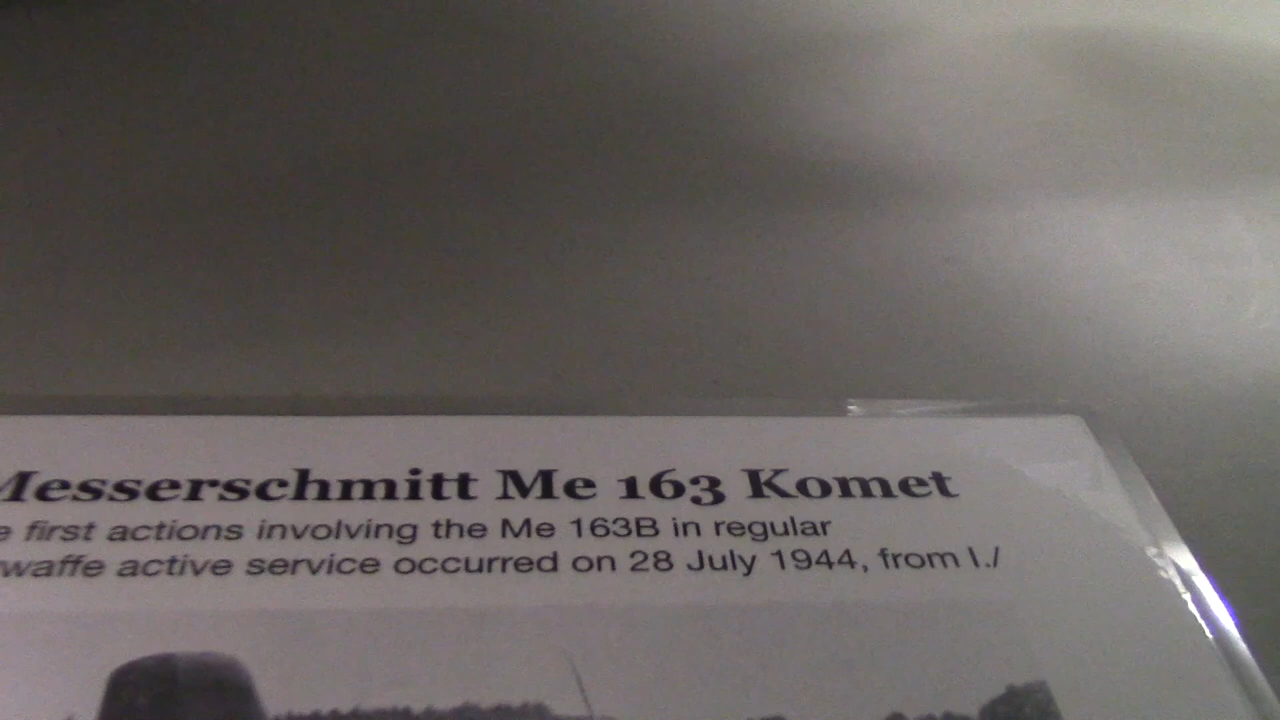 Messerschmitt Me 163 Komet
e first actions involving the Me 163B in regular
waffe active service occurred on 28 July 1944, from I./